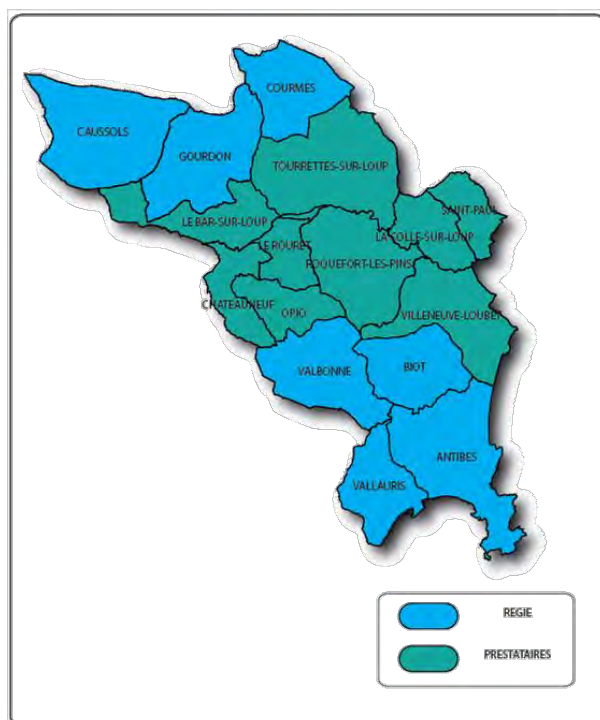 COURMES
CAUSSOLS
GOURDON
TOURRETTES-SUR-LOUP
SAINT-PAUL
LE BAR-SUR-LOUP
LA COLLE-SUR-LOUP
LE ROURET
ROQUEFORT-LES-PINS
CHATEAUNEUF
OPIO
VILLENEUVE-LOUBET
VALBONNE
BIOT
ANTIBES
VALLAURIS
REGIE
PRESTATAIRES